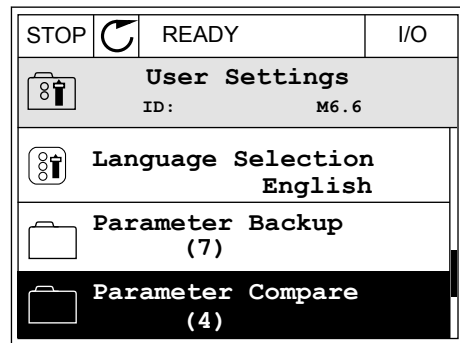 STOP READY I/O
User Settings
ID: M6.6
Language Selection
English
Parameter Backup
(7)
Parameter Compare
(4)